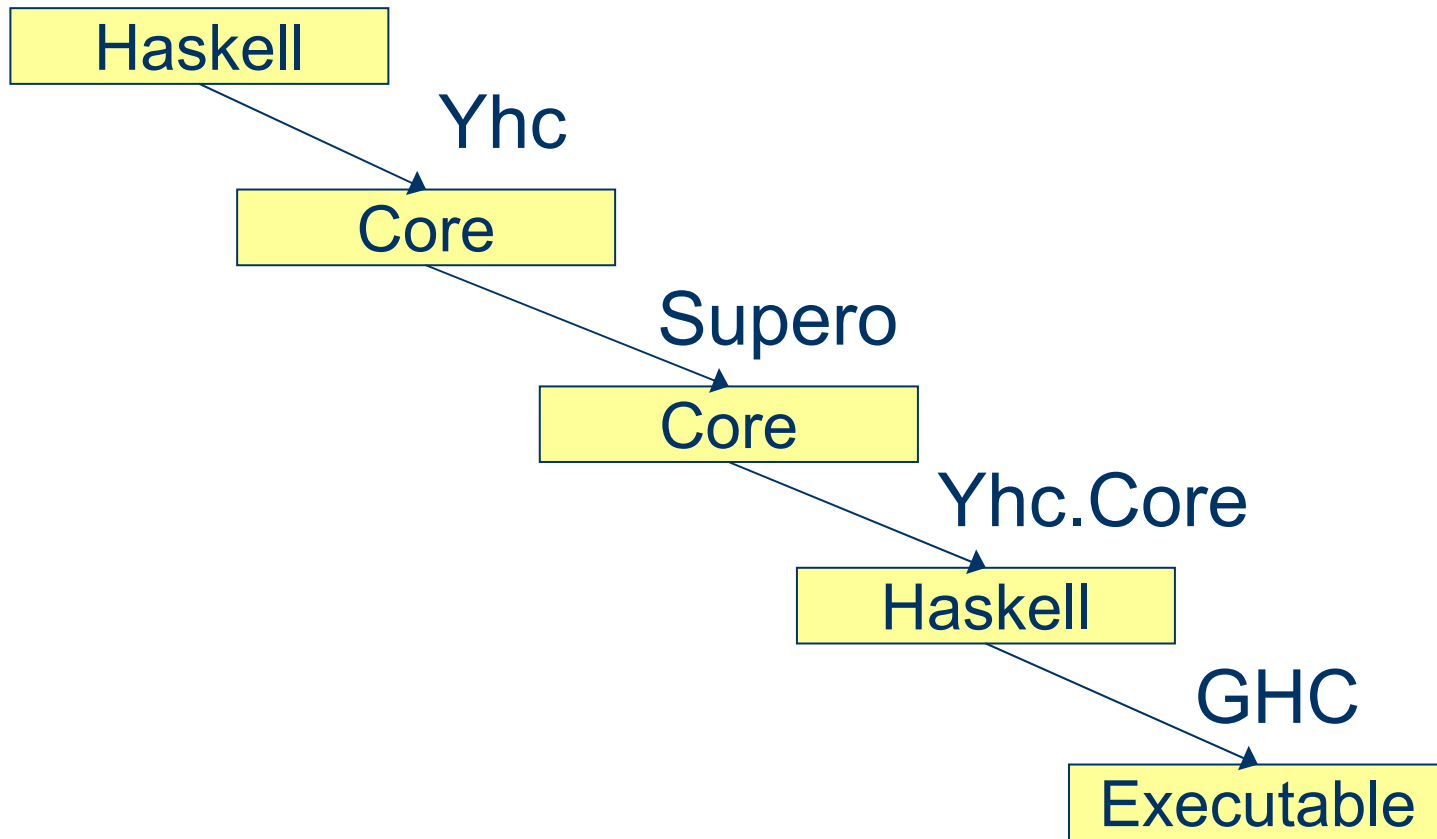 Haskell
Yhc
Core
Supero
Core
Yhc.Core
Haskell
GHC
Executable